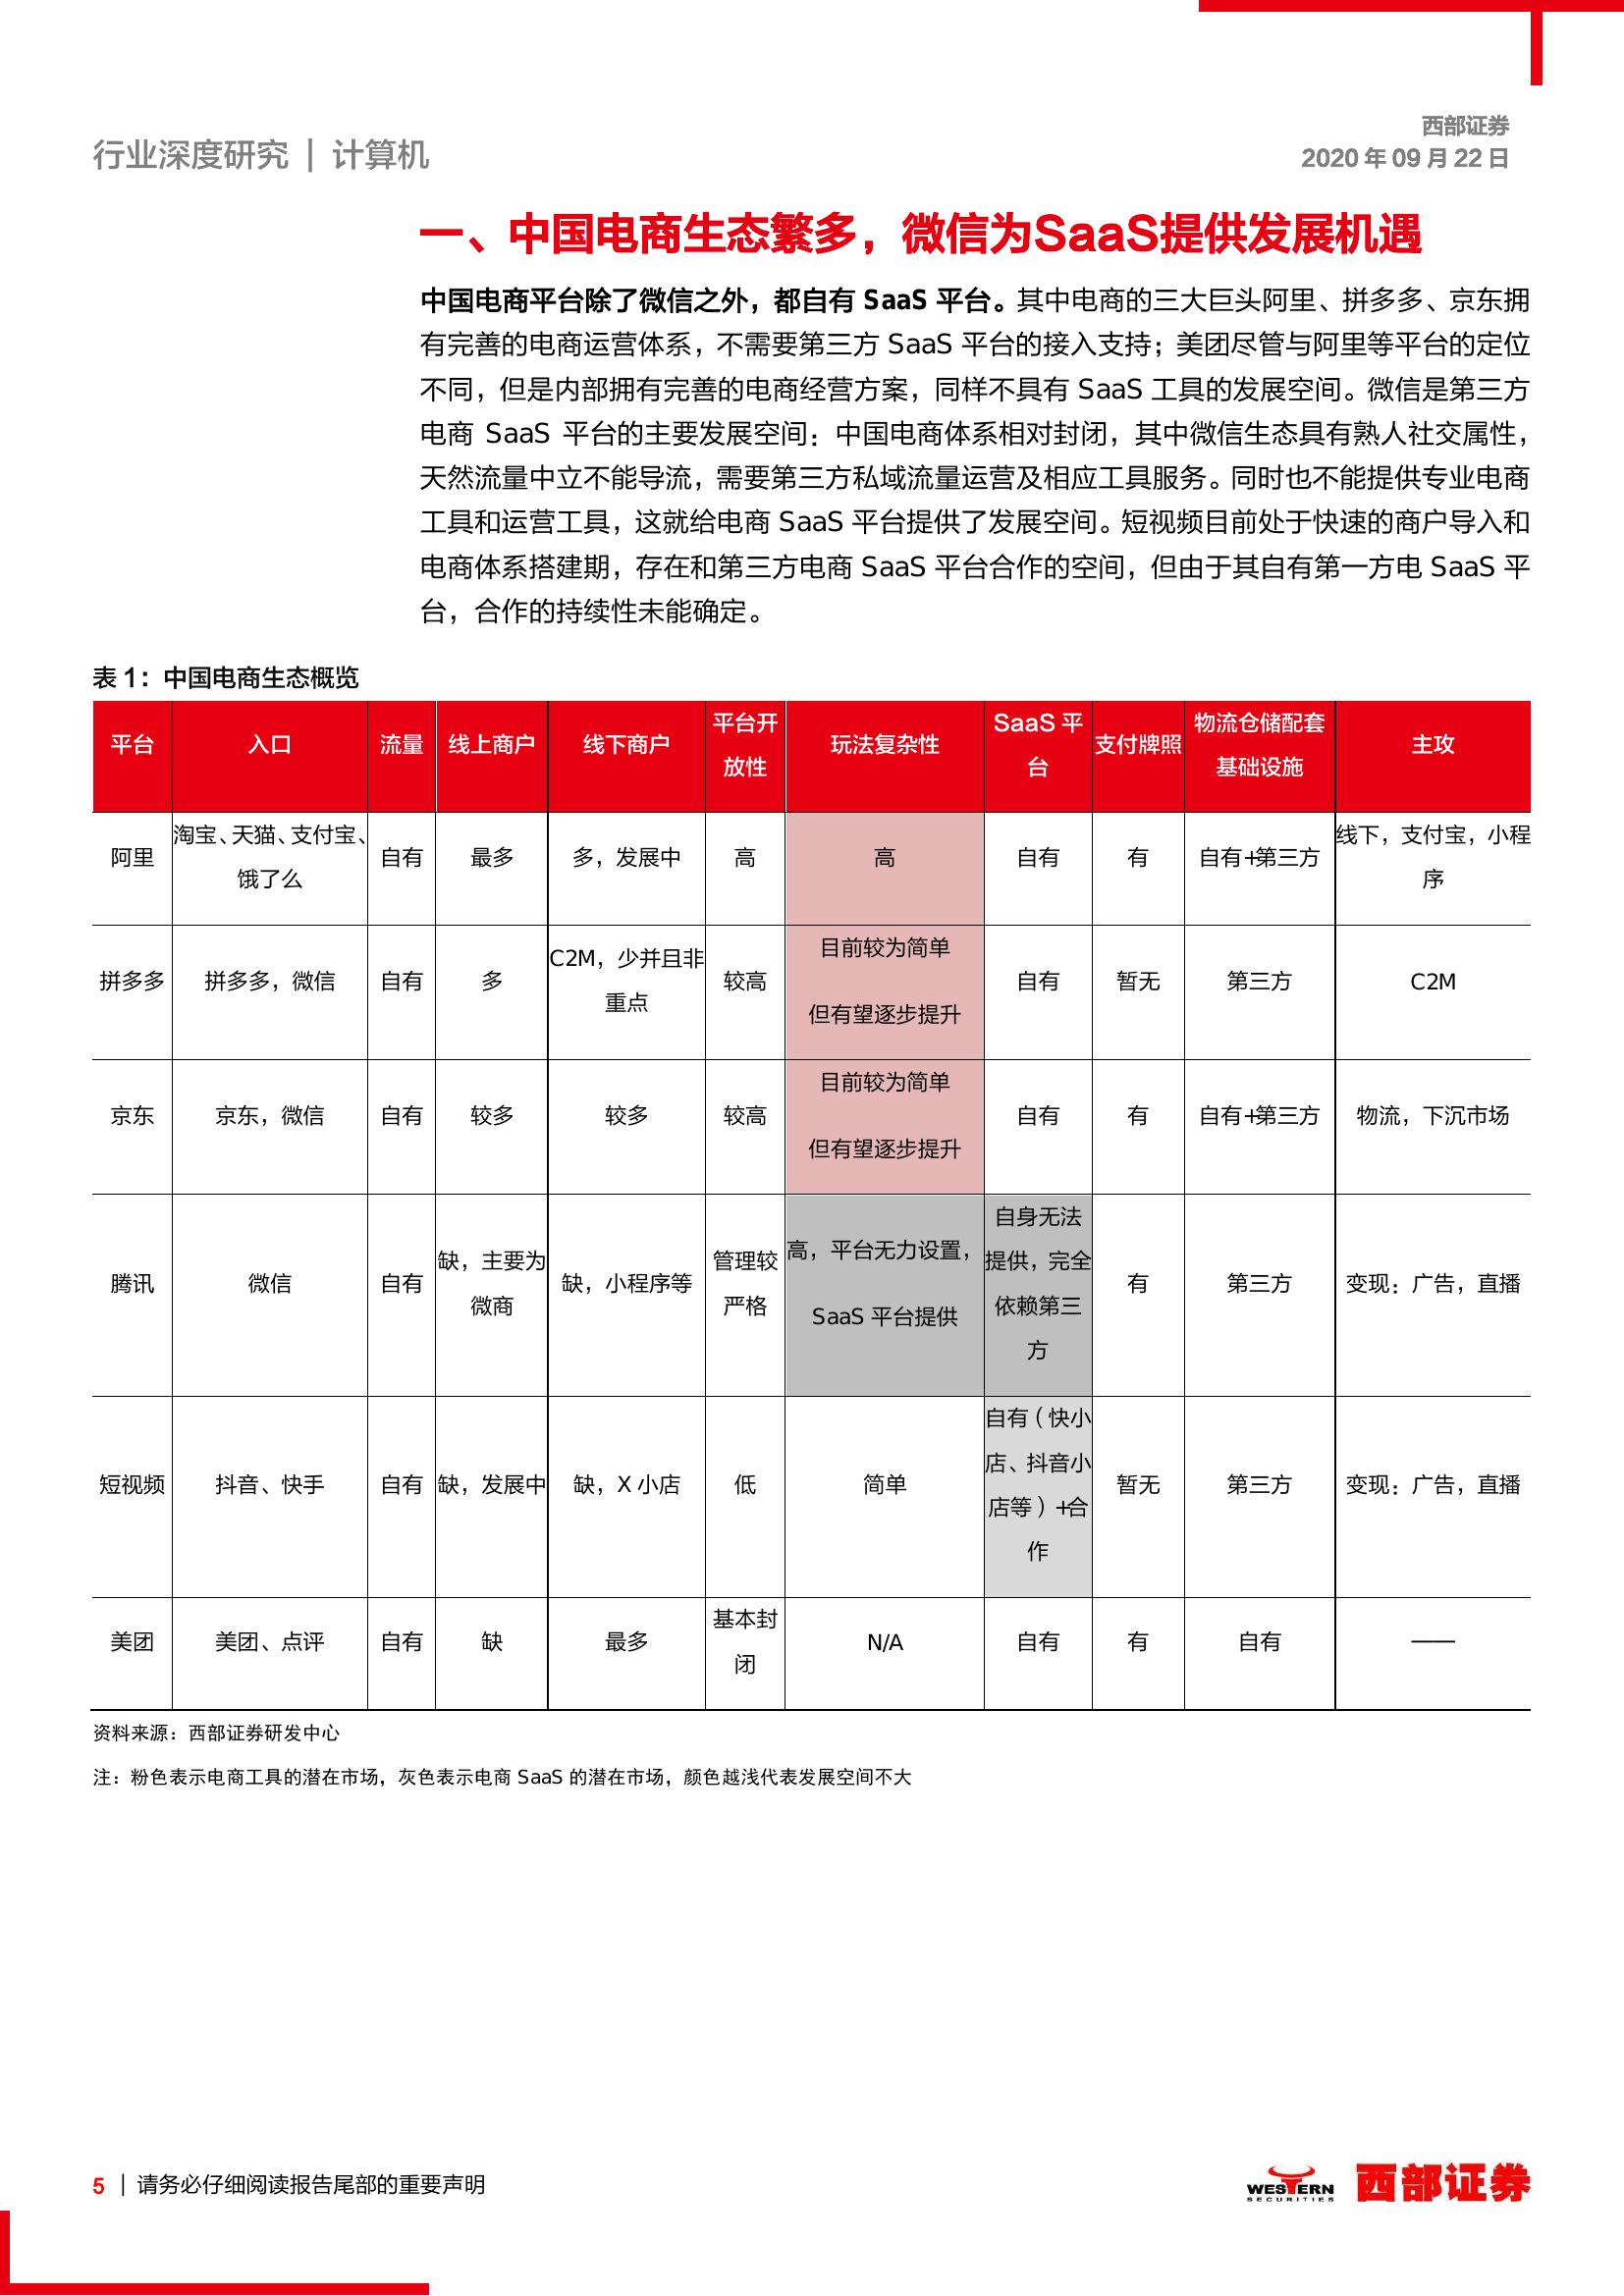 西部证券
行业深度研究 | 计算机
2020 年 09 月 22 日
一、中国电商生态繁多，微信为SaaS提供发展机遇
中国电商平台除了微信之外，都自有 SaaS 平台。其中电商的三大巨头阿里、拼多多、京东拥
有完善的电商运营体系，不需要第三方 SaaS 平台的接入支持；美团尽管与阿里等平台的定位
不同，但是内部拥有完善的电商经营方案，同样不具有 SaaS 工具的发展空间。微信是第三方
电商 SaaS 平台的主要发展空间：中国电商体系相对封闭，其中微信生态具有熟人社交属性，
天然流量中立不能导流，需要第三方私域流量运营及相应工具服务。同时也不能提供专业电商
工具和运营工具，这就给电商 SaaS 平台提供了发展空间。短视频目前处于快速的商户导入和
电商体系搭建期，存在和第三方电商 SaaS 平台合作的空间，但由于其自有第一方电 SaaS 平
台，合作的持续性未能确定。
表 1：中国电商生态概览
平台 入口 流量 线上商户 线下商户 平台开放性 玩法复杂性 SaaS 平台 支付牌照 物流仓储配套基础设施 主攻
阿里 淘宝、天猫、支付宝、饿了么 自有 最多 多，发展中 高 高 自有 有 自有+第三方 线下，支付宝，小程序
拼多多 拼多多，微信 自有 多 C2M，少并且非重点 较高 目前较为简单 但有望逐步提升 自有 暂无 第三方 C2M
京东 京东，微信 自有 较多 较多 较高 目前较为简单 但有望逐步提升 自有 有 自有+第三方 物流，下沉市场
腾讯 微信 自有 缺，主要为微商 缺，小程序等 管理较严格 高，平台无力设置，SaaS 平台提供 自身无法提供，完全依赖第三方 有 第三方 变现：广告，直播
短视频 抖音、快手 自有 缺，发展中 缺，X 小店 低 简单 自有（快小店、抖音小店等）+合作 暂无 第三方 变现：广告，直播
美团 美团、点评 自有 缺 最多 基本封闭 N/A 自有 有 自有 ——
资料来源：西部证券研发中心
注：粉色表示电商工具的潜在市场，灰色表示电商 SaaS 的潜在市场，颜色越浅代表发展空间不大
5 | 请务必仔细阅读报告尾部的重要声明
WESTERN
SECURITIES
西部证券